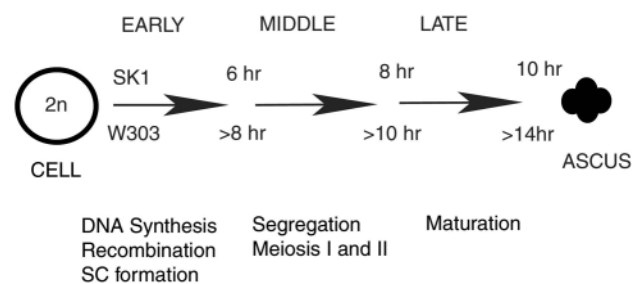 EARLY MIDDLE LATE
SK1 6 hr 8 hr 10 hr
2n
W303 >8 hr >10 hr >14hr
CELL ASCUS
DNA Synthesis Segregation Maturation
Recombination Meiosis I and II
SC formation